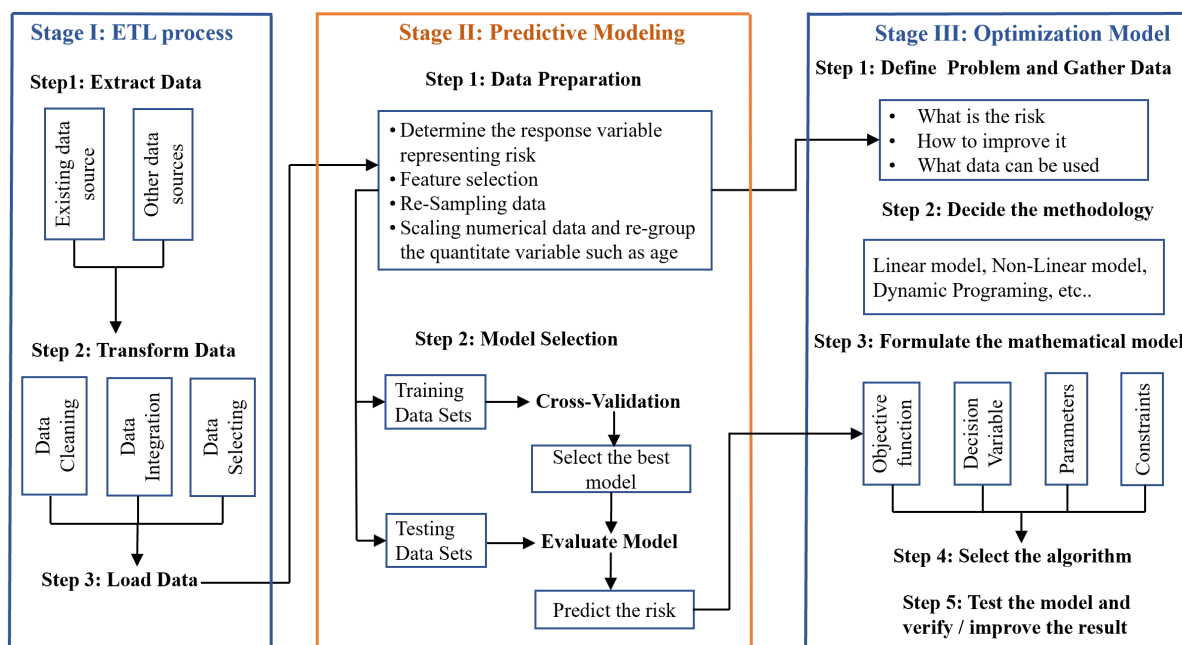 Stage I: ETL process
Step1: Extract Data
Existing data
source
Other data
sources
Step 2: Transform Data
Data
Cleaning
Data
Integration
Data
Selecting
Step 3: Load Data
Stage II: Predictive Modeling
Step 1: Data Preparation
• Determine the response variable
representing risk
• Feature selection
• Re-Sampling data
• Scaling numerical data and re-group
the quantitate variable such as age
Step 2: Model Selection
Training
Data Sets
Cross-Validation
Select the best
model
Testing
Data Sets
Evaluate Model
Predict the risk
Stage III: Optimization Model
Step 1: Define Problem and Gather Data
• What is the risk
• How to improve it
• What data can be used
Step 2: Decide the methodology
Linear model, Non-Linear model,
Dynamic Programing, etc..
Step 3: Formulate the mathematical model
Objective
function
Decision
Variable
Parameters
Constraints
Step 4: Select the algorithm
Step 5: Test the model and
verify / improve the result